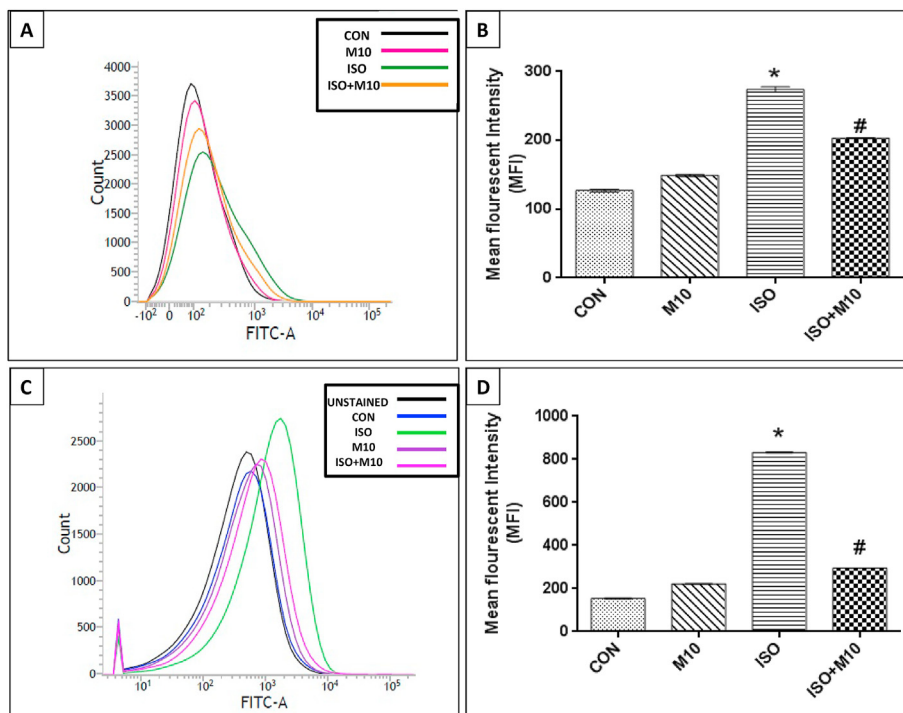 A
CON
M10
ISO
ISO+M10
4000
3500
3000
2500
2000
1500
1000
500
0
Count
-10² 0 10² 10³ 10⁴ 10⁵
FITC-A
B
300
200
100
0
Mean flourescent Intensity
(MFI)
*
#
CON
M10
ISO
ISO+M10
C
UNSTAINED
CON
ISO
M10
ISO+M10
2500
2000
1500
1000
500
0
Count
10¹ 10² 10³ 10⁴ 10⁵
FITC-A
D
1000
800
600
400
200
0
Mean flourescent Intensity
(MFI)
*
#
CON
M10
ISO
ISO+M10